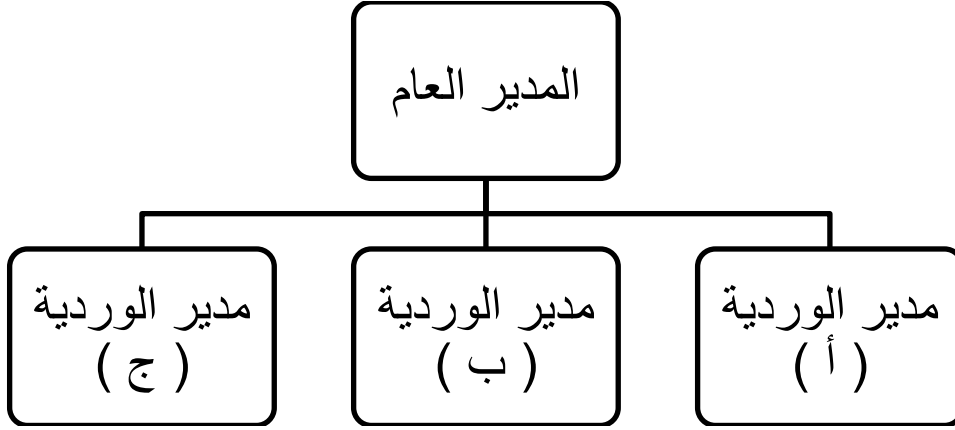 المدير العام
مدير الوردية
( أ )
مدير الوردية
( ب )
مدير الوردية
( ج )